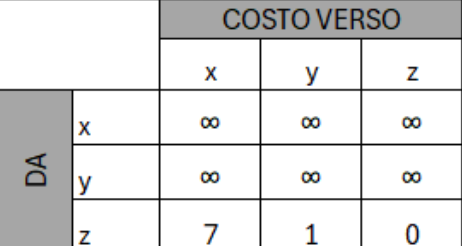 COSTO VERSO
x y z
DA
x ∞ ∞ ∞
y ∞ ∞ ∞
z 7 1 0